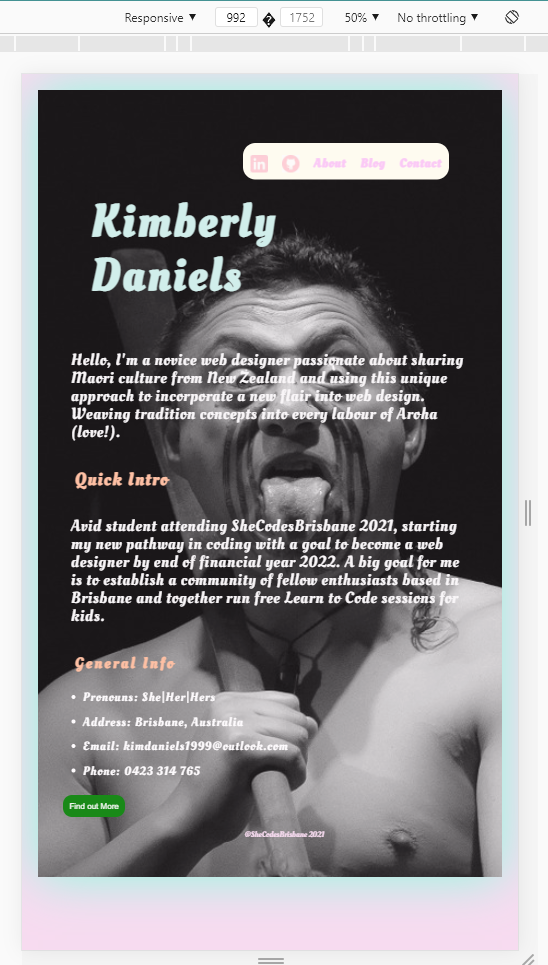 Responsive ▼ 992 � 1752 50% ▼ No throttling ▼
in About Blog Contact
Kimberly
Daniels
Hello, I'm a novice web designer passionate about sharing
Maori culture from New Zealand and using this unique
approach to incorporate a new flair into web design.
Weaving tradition concepts into every labour of Aroha
(love!).
Quick Intro
Avid student attending SheCodesBrisbane 2021, starting
my new pathway in coding with a goal to become a web
designer by end of financial year 2022. A big goal for me
is to establish a community of fellow enthusiasts based in
Brisbane and together run free Learn to Code sessions for
kids.
General Info
• Pronouns: She|Her|Hers
• Address: Brisbane, Australia
• Email: kimdaniels1999@outlook.com
• Phone: 0423 314 765
Find out More
@SheCodesBrisbane 2021